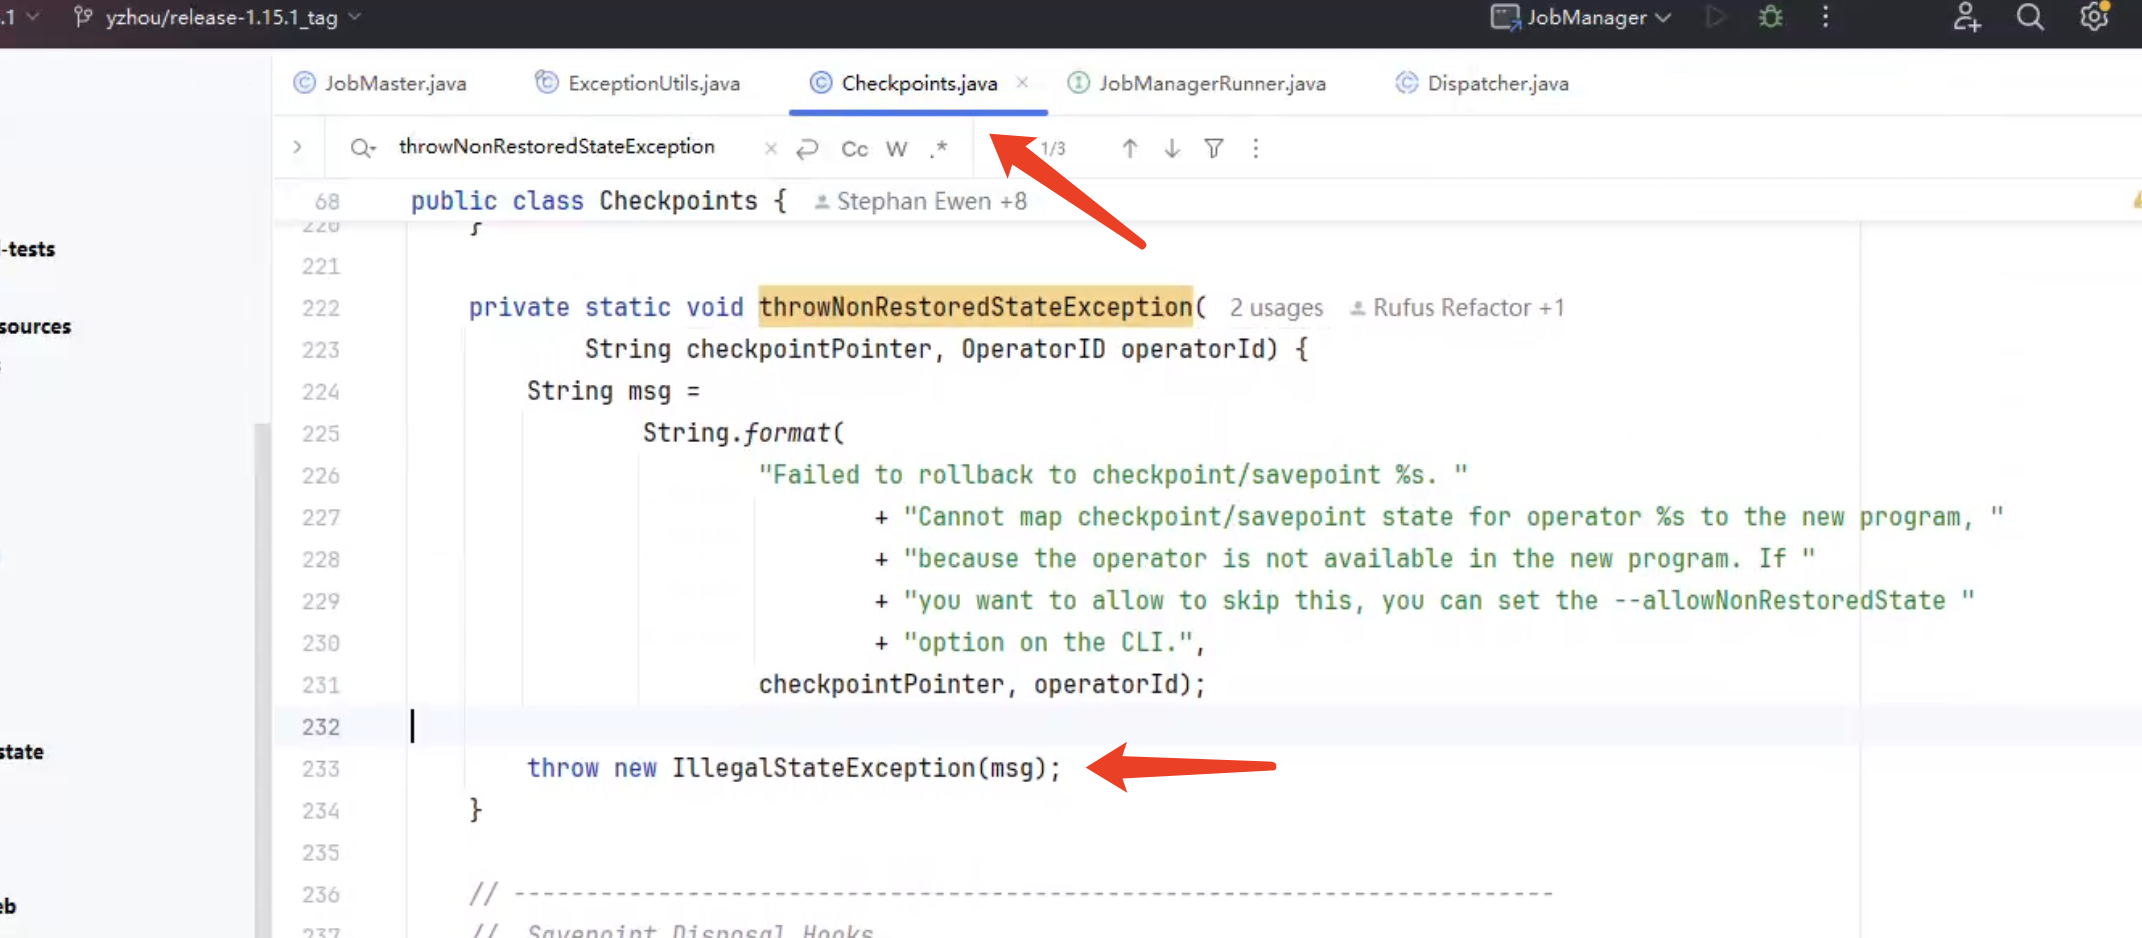 .1 yzhou/release-1.15.1_tag JobManager
JobMaster.java ExceptionUtils.java Checkpoints.java JobManagerRunner.java Dispatcher.java
throwNonRestoredStateException Cc W .* 1/3
68 public class Checkpoints { Stephan Ewen +8
220 }
-tests
221
222 private static void throwNonRestoredStateException( 2 usages Rufus Refactor +1
sources
223 String checkpointPointer, OperatorID operatorId) {
224 String msg =
225 String.format(
226 "Failed to rollback to checkpoint/savepoint %s. "
227 + "Cannot map checkpoint/savepoint state for operator %s to the new program, "
228 + "because the operator is not available in the new program. If "
229 + "you want to allow to skip this, you can set the --allowNonRestoredState "
230 + "option on the CLI.",
231 checkpointPointer, operatorId);
232
state
233 throw new IllegalStateException(msg);
234 }
235
236 // --------------------------------------------------------------------------
eb
237 // Savepoint Disposal Hooks